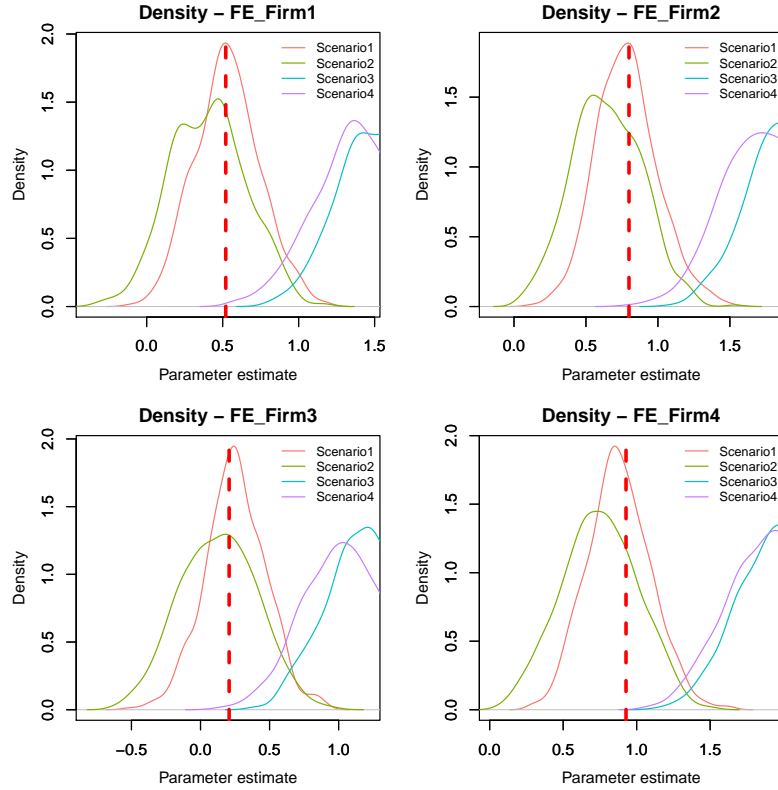 Density − FE_Firm1
Scenario1
Scenario2
Scenario3
Scenario4
Density
0.0
0.5
1.0
1.5
2.0
0.0
0.5
1.0
1.5
Parameter estimate
Density − FE_Firm2
Scenario1
Scenario2
Scenario3
Scenario4
Density
0.0
0.5
1.0
1.5
0.0
0.5
1.0
1.5
Parameter estimate
Density − FE_Firm3
Scenario1
Scenario2
Scenario3
Scenario4
Density
0.0
0.5
1.0
1.5
2.0
−0.5
0.0
0.5
1.0
Parameter estimate
Density − FE_Firm4
Scenario1
Scenario2
Scenario3
Scenario4
Density
0.0
0.5
1.0
1.5
2.0
0.0
0.5
1.0
1.5
Parameter estimate